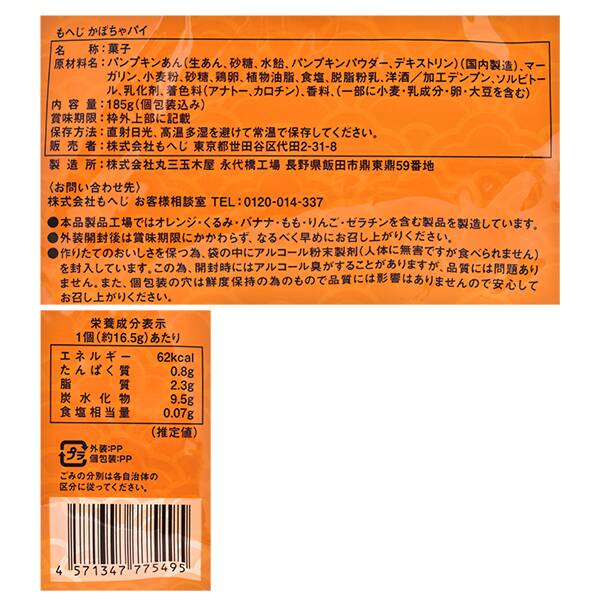 もへじ かぼちゃパイ
名 称：菓子
原材料名：パンプキンあん（生あん、砂糖、水飴、パンプキンパウダー、デキストリン）（国内製造）、マー
ガリン、小麦粉、砂糖、鶏卵、植物油脂、食塩、脱脂粉乳、洋酒／加工デンプン、ソルビトー
ル、乳化剤、着色料（アナトー、カロチン）、香料、（一部に小麦・乳成分・卵・大豆を含む）
内 容 量：185g（個包装込み）
賞味期限：枠外上部に記載
保存方法：直射日光、高温多湿を避けて常温で保存してください。
販 売 者：株式会社もへじ 東京都世田谷区代田2-31-8
製 造 所：株式会社丸三玉木屋 永代橋工場 長野県飯田市鼎東鼎59番地
〈お問い合わせ先〉
株式会社もへじ お客様相談室 TEL：0120-014-337
●本品製品工場ではオレンジ・くるみ・バナナ・もも・りんご・ゼラチンを含む製品を製造しています。
●外装開封後は賞味期限にかかわらず、なるべく早めにお召し上がりください。
●作りたてのおいしさを保つ為、袋の中にアルコール粉末製剤（人体に無害ですが食べられません）
を封入しています。この為、開封時にはアルコール臭がすることがありますが、品質には問題あり
ません。また、個包装の穴は鮮度保持の為のもので品質には影響はありませんので安心して
お召し上がりください。
栄養成分表示
1個（約16.5g）あたり
エネルギー 62kcal
たんぱく質 0.8g
脂 質 2.3g
炭水化物 9.5g
食塩相当量 0.07g
（推定値）
プラ 外装：PP
個包装：PP
ごみの分別は各自治体の
区分に従ってください。
4 571347 775495